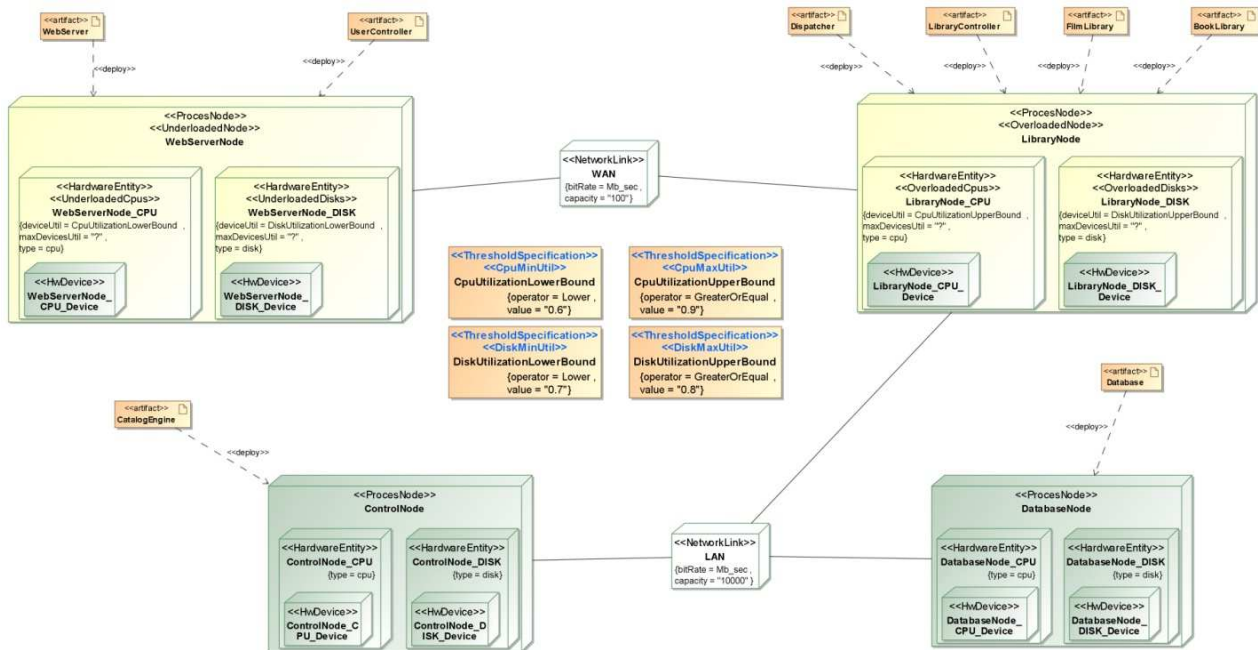 <<artifact>>
WebServer
<<artifact>>
UserController
<<artifact>>
Dispatcher
<<artifact>>
LibraryController
<<artifact>>
FilmLibrary
<<artifact>>
BookLibrary
<<deploy>>
<<deploy>>
<<deploy>>
<<deploy>>
<<deploy>>
<<deploy>>
<<ProcesNode>>
<<UnderloadedNode>>
WebServerNode
<<HardwareEntity>>
<<UnderloadedCpus>>
WebServerNode_CPU
{deviceUtil = CpuUtilizationLowerBound ,
maxDevicesUtil = "?" ,
type = cpu}
<<HwDevice>>
WebServerNode_
CPU_Device
<<HardwareEntity>>
<<UnderloadedDisks>>
WebServerNode_DISK
{deviceUtil = DiskUtilizationLowerBound ,
maxDevicesUtil = "?" ,
type = disk}
<<HwDevice>>
WebServerNode_
DISK_Device
<<NetworkLink>>
WAN
{bitRate = Mb_sec ,
capacity = "100" }
<<ProcesNode>>
<<OverloadedNode>>
LibraryNode
<<HardwareEntity>>
<<OverloadedCpus>>
LibraryNode_CPU
{deviceUtil = CpuUtilizationUpperBound ,
maxDevicesUtil = "?" ,
type = cpu}
<<HwDevice>>
LibraryNode_CPU_
Device
<<HardwareEntity>>
<<OverloadedDisks>>
LibraryNode_DISK
{deviceUtil = DiskUtilizationUpperBound ,
maxDevicesUtil = "?" ,
type = disk}
<<HwDevice>>
LibraryNode_DISK_
Device
<<ThresholdSpecification>>
<<CpuMinUtil>>
CpuUtilizationLowerBound
{operator = Lower ,
value = "0.6"}
<<ThresholdSpecification>>
<<CpuMaxUtil>>
CpuUtilizationUpperBound
{operator = GreaterOrEqual ,
value = "0.9"}
<<ThresholdSpecification>>
<<DiskMinUtil>>
DiskUtilizationLowerBound
{operator = Lower ,
value = "0.7"}
<<ThresholdSpecification>>
<<DiskMaxUtil>>
DiskUtilizationUpperBound
{operator = GreaterOrEqual ,
value = "0.8"}
<<artifact>>
CatalogEngine
<<deploy>>
<<artifact>>
Database
<<deploy>>
<<ProcesNode>>
ControlNode
<<HardwareEntity>>
ControlNode_CPU
{type = cpu}
<<HwDevice>>
ControlNode_C
PU_Device
<<HardwareEntity>>
ControlNode_DISK
{type = disk}
<<HwDevice>>
ControlNode_D
ISK_Device
<<NetworkLink>>
LAN
{bitRate = Mb_sec ,
capacity = "10000" }
<<ProcesNode>>
DatabaseNode
<<HardwareEntity>>
DatabaseNode_CPU
{type = cpu}
<<HwDevice>>
DatabaseNode_
CPU_Device
<<HardwareEntity>>
DatabaseNode_DISK
{type = disk}
<<HwDevice>>
DatabaseNode_
DISK_Device